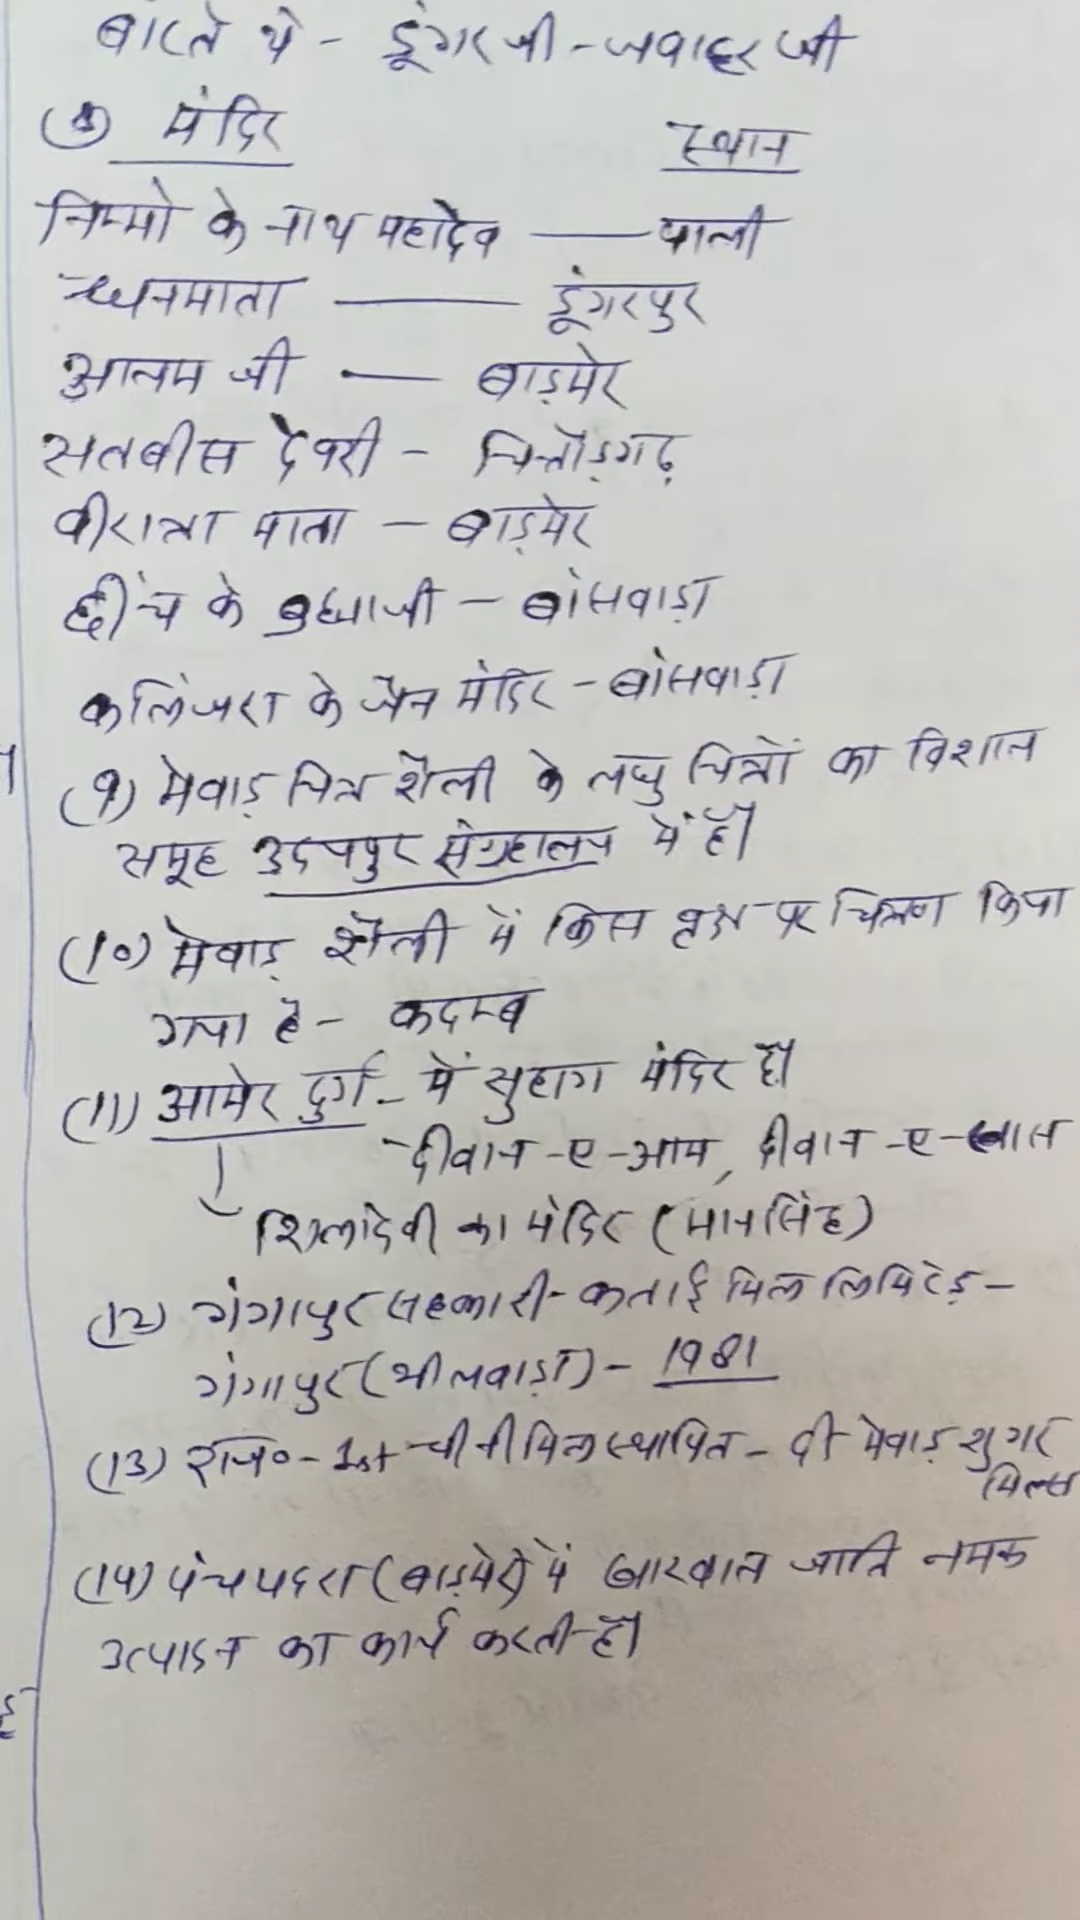 बांटते थे - डूंगर जी - जवाहर जी
(8) मंदिर स्थान
निम्मो के नाथ महादेव — पाली
धनमाता — डूंगरपुर
आलम जी — बाड़मेर
सतबीस देवरी - चित्तौड़गढ़
वीरातरा माता - बाड़मेर
छींच के ब्रह्माजी - बांसवाड़ा
कलिंजरा के जैन मंदिर - बांसवाड़ा
(9) मेवाड़ चित्र शैली के लघु चित्रों का विशाल
समूह उदयपुर संग्रहालय में है।
(10) मेवाड़ शैली में किस वृक्ष पर चित्रण किया
गया है - कदम्ब
(11) आमेर दुर्ग - में सुहाग मंदिर है।
- दीवान-ए-आम, दीवान-ए-खास
शिलादेवी का मंदिर (मानसिंह)
(12) गंगापुर सहकारी - कताई मिल लिमिटेड़ -
गंगापुर (भीलवाड़ा) - 1981
(13) राज० - 1st चीनी मिल स्थापित - दी मेवाड़ शुगर
मिल्स
(14) पंचपदरा (बाड़मेर) में खारवाल जाति नमक
उत्पादन का कार्य करती है।